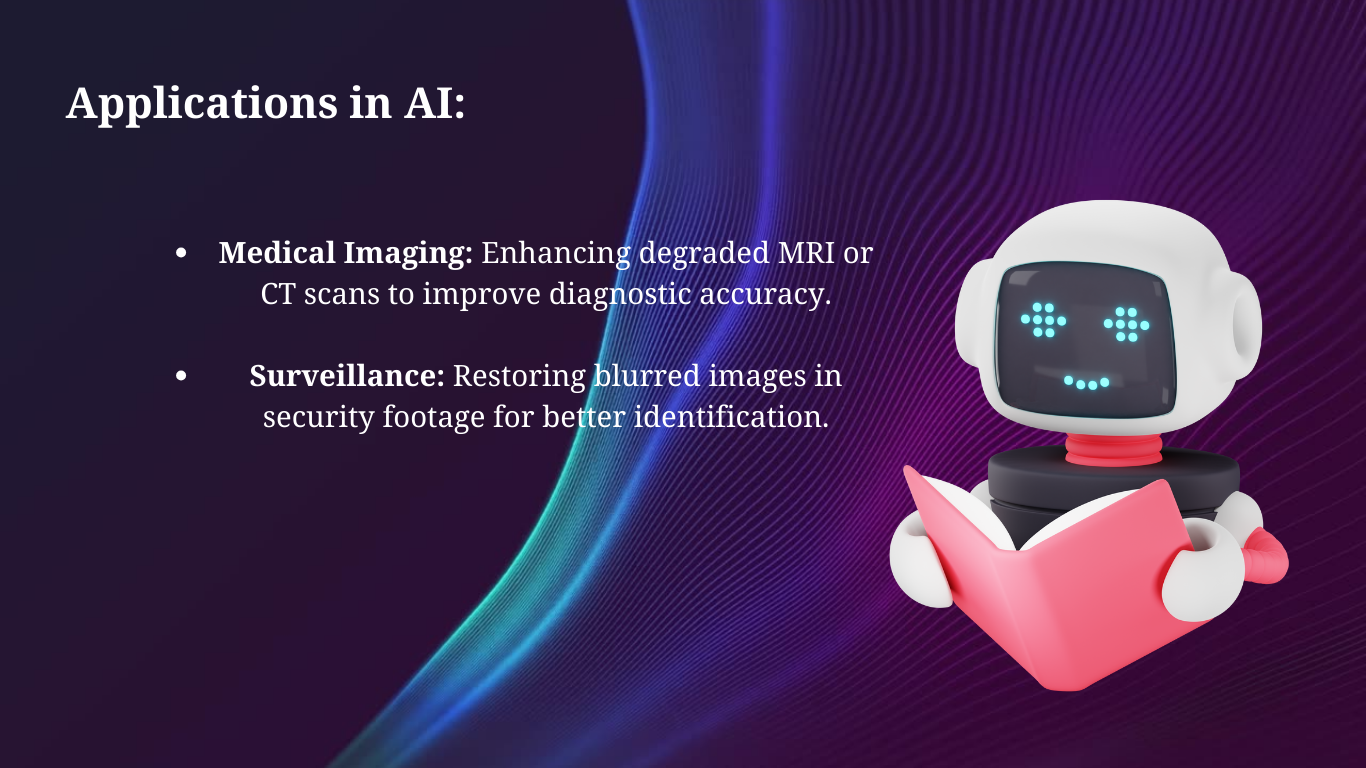 Applications in AI:
• Medical Imaging: Enhancing degraded MRI or
CT scans to improve diagnostic accuracy.
• Surveillance: Restoring blurred images in
security footage for better identification.